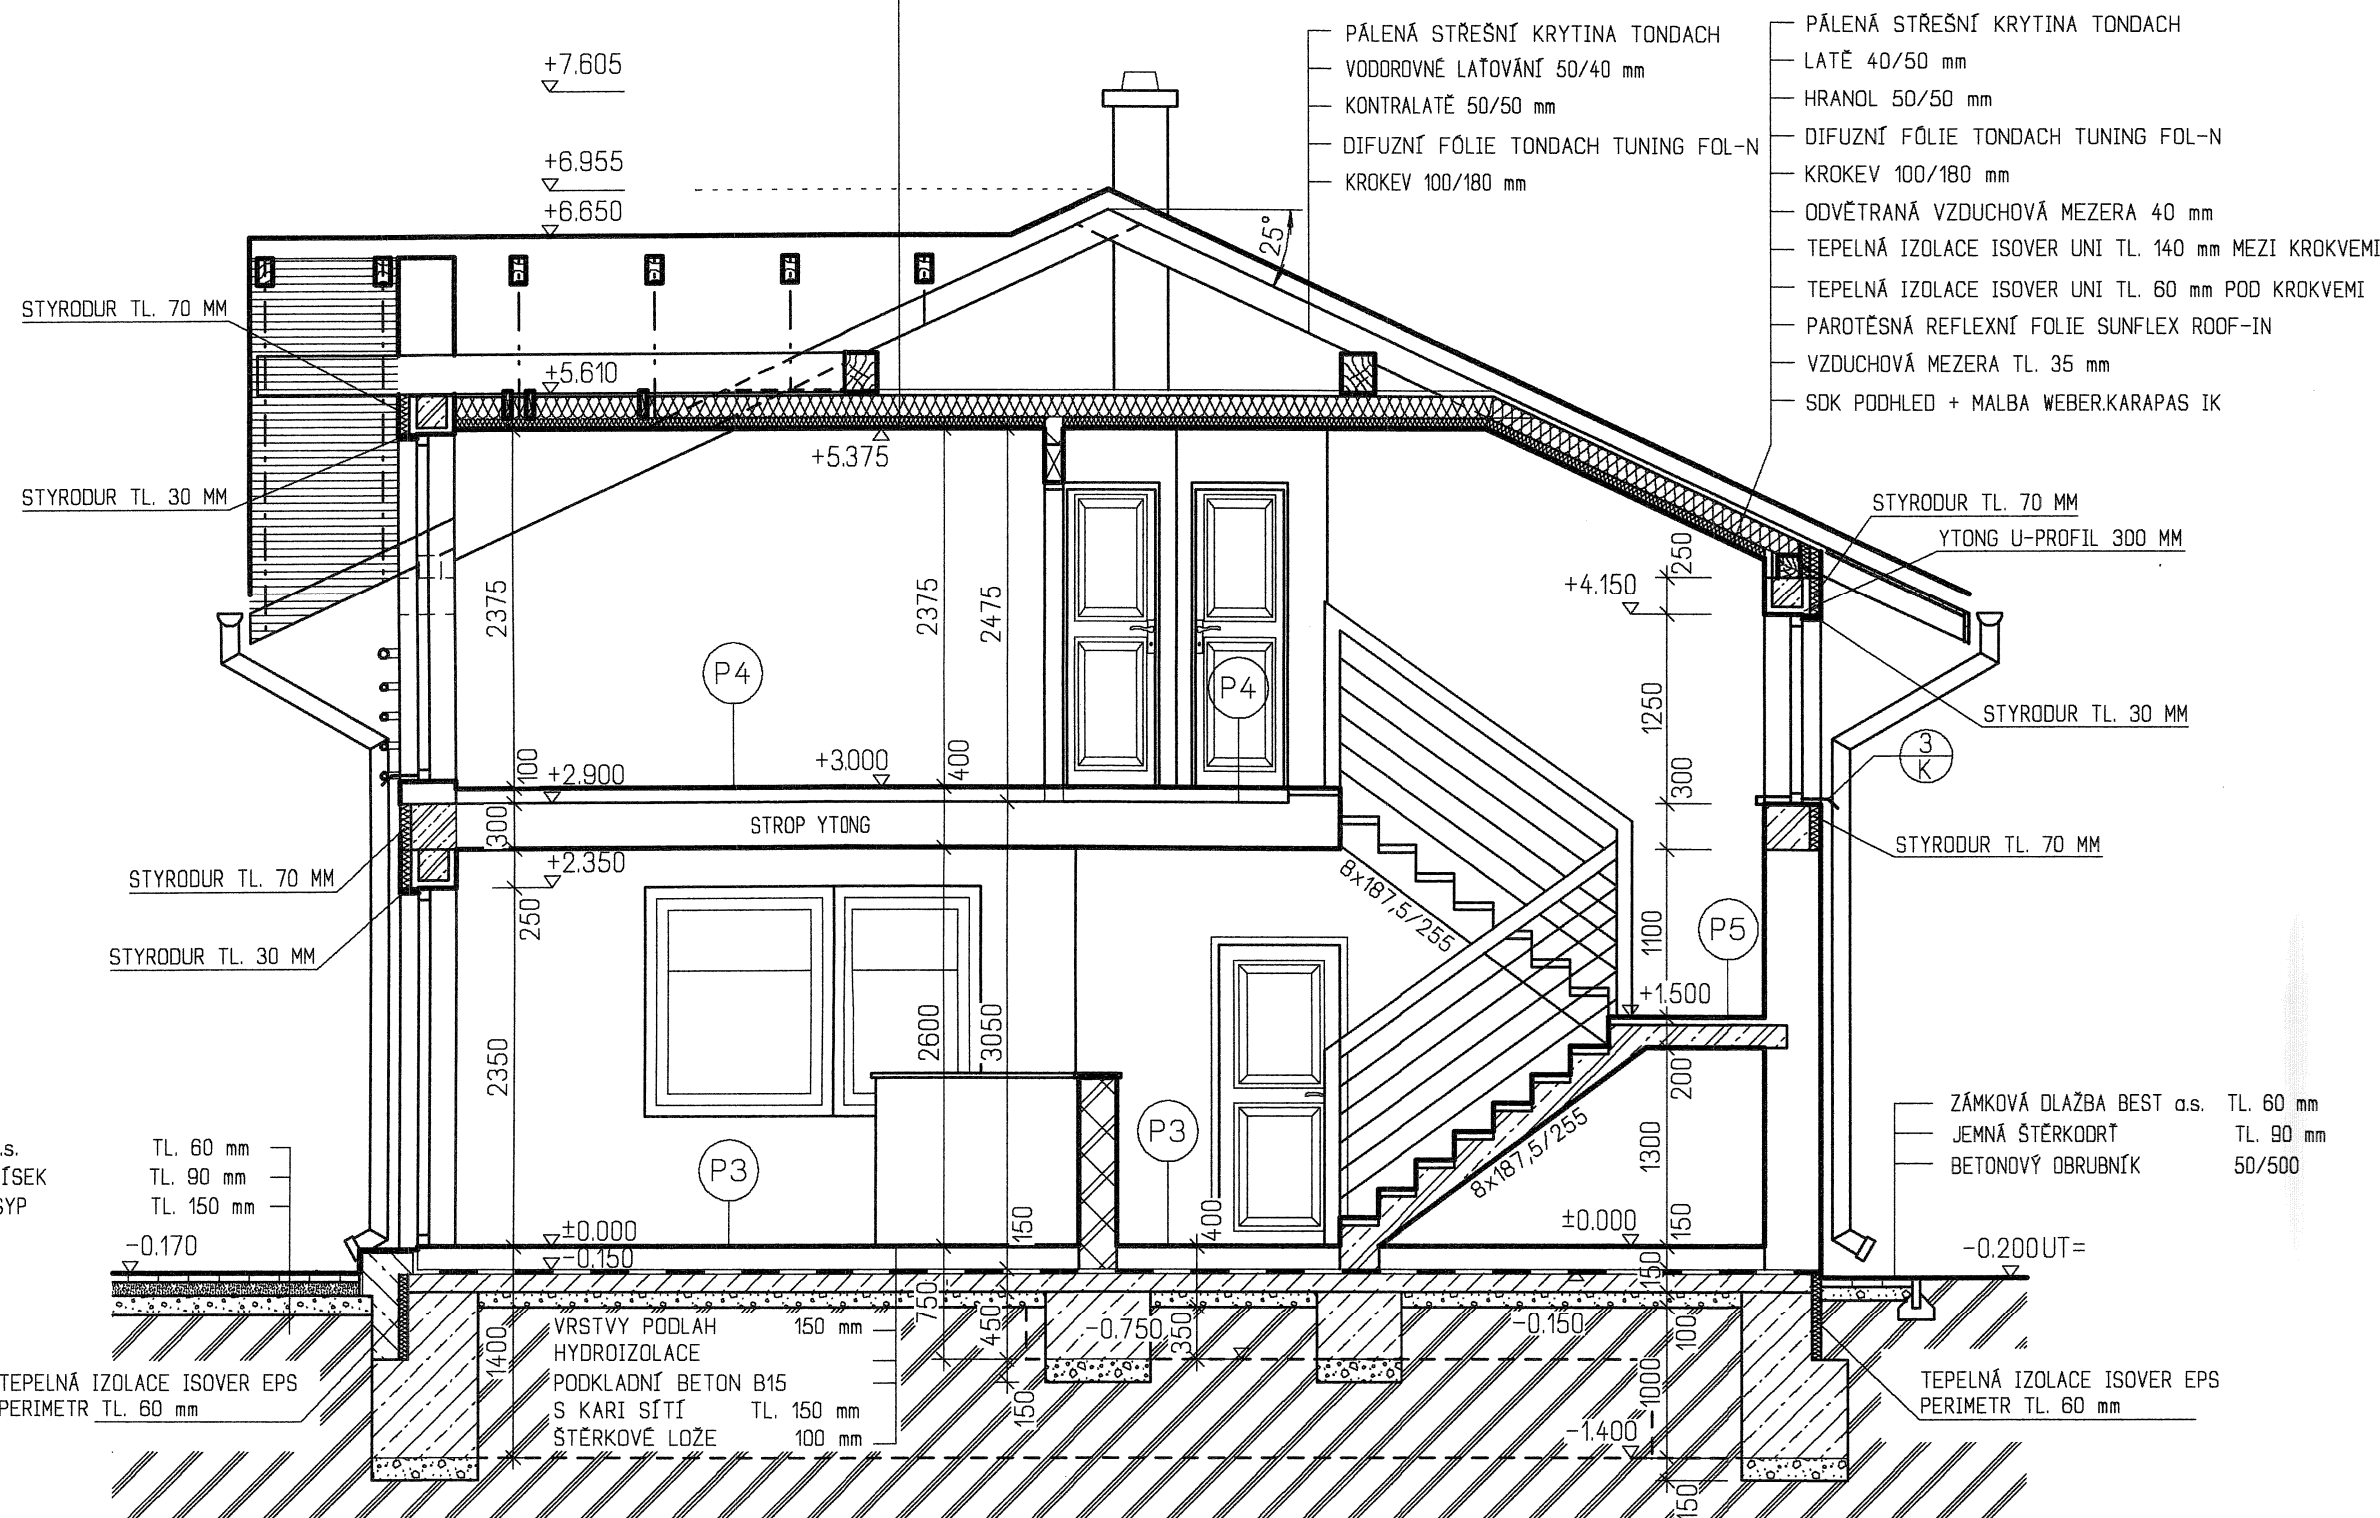 PÁLENÁ STŘEŠNÍ KRYTINA TONDACH
VODOROVNÉ LAŤOVÁNÍ 50/40 mm
KONTRALATĚ 50/50 mm
DIFUZNÍ FÓLIE TONDACH TUNING FOL-N
KROKEV 100/180 mm
PÁLENÁ STŘEŠNÍ KRYTINA TONDACH
LATĚ 40/50 mm
HRANOL 50/50 mm
DIFUZNÍ FÓLIE TONDACH TUNING FOL-N
KROKEV 100/180 mm
ODVĚTRANÁ VZDUCHOVÁ MEZERA 40 mm
TEPELNÁ IZOLACE ISOVER UNI TL. 140 mm MEZI KROKVEMI
TEPELNÁ IZOLACE ISOVER UNI TL. 60 mm POD KROKVEMI
PAROTĚSNÁ REFLEXNÍ FOLIE SUNFLEX ROOF-IN
VZDUCHOVÁ MEZERA TL. 35 mm
SDK PODHLED + MALBA WEBER.KARAPAS IK
+7.605
+6.955
+6.650
25°
STYRODUR TL. 70 MM
+5.610
+5.375
STYRODUR TL. 30 MM
STYRODUR TL. 70 MM
YTONG U-PROFIL 300 MM
250
+4.150
2375
2375
2475
P4
P4
1250
STYRODUR TL. 30 MM
3
K
100
+2.900
+3.000
400
300
300
STROP YTONG
+2.350
250
STYRODUR TL. 70 MM
STYRODUR TL. 70 MM
8x187,5/255
STYRODUR TL. 30 MM
1100
P5
+1.500
2350
2600
3050
200
P3
P3
8x187,5/255
1300
ZÁMKOVÁ DLAŽBA BEST a.s. TL. 60 mm
JEMNÁ ŠTĚRKODRŤ TL. 90 mm
BETONOVÝ OBRUBNÍK 50/500
.s. TL. 60 mm
ÍSEK TL. 90 mm
SYP TL. 150 mm
-0.170
±0.000
-0.150
150
400
±0.000
150
-0.200 UT=
150
750
450
-0.750
350
-0.150
100
1400
VRSTVY PODLAH 150 mm
HYDROIZOLACE
PODKLADNÍ BETON B15
S KARI SÍTÍ TL. 150 mm
ŠTĚRKOVÉ LOŽE 100 mm
150
1000
-1.400
150
TEPELNÁ IZOLACE ISOVER EPS
PERIMETR TL. 60 mm
TEPELNÁ IZOLACE ISOVER EPS
PERIMETR TL. 60 mm